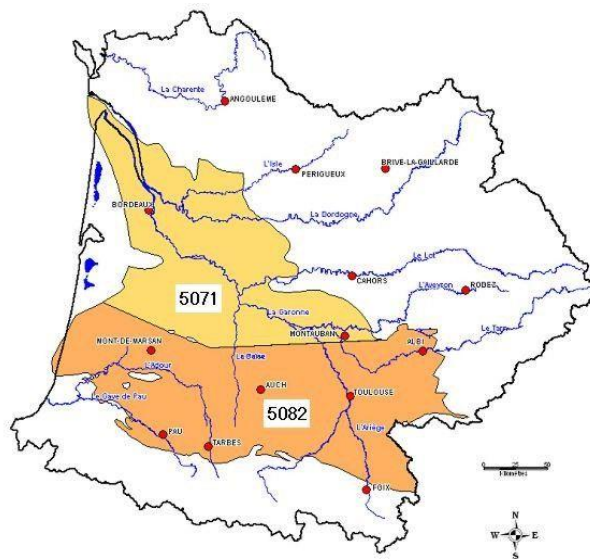 La Charente
ANGOULEME
L'Isle
PERIGUEUX
BRIVE-LA-GAILLARDE
BORDEAUX
La Dordogne
Le Lot
CAHORS
L'Aveyron
RODEZ
5071
La Garonne
Le Tarn
MONTAUBAN
ALBI
MONT-DE-MARSAN
La Baïse
L'Adour
AUCH
TOULOUSE
Le Gave de Pau
5082
L'Ariège
PAU
TARBES
FOIX
Kilomètres
N
W E
S